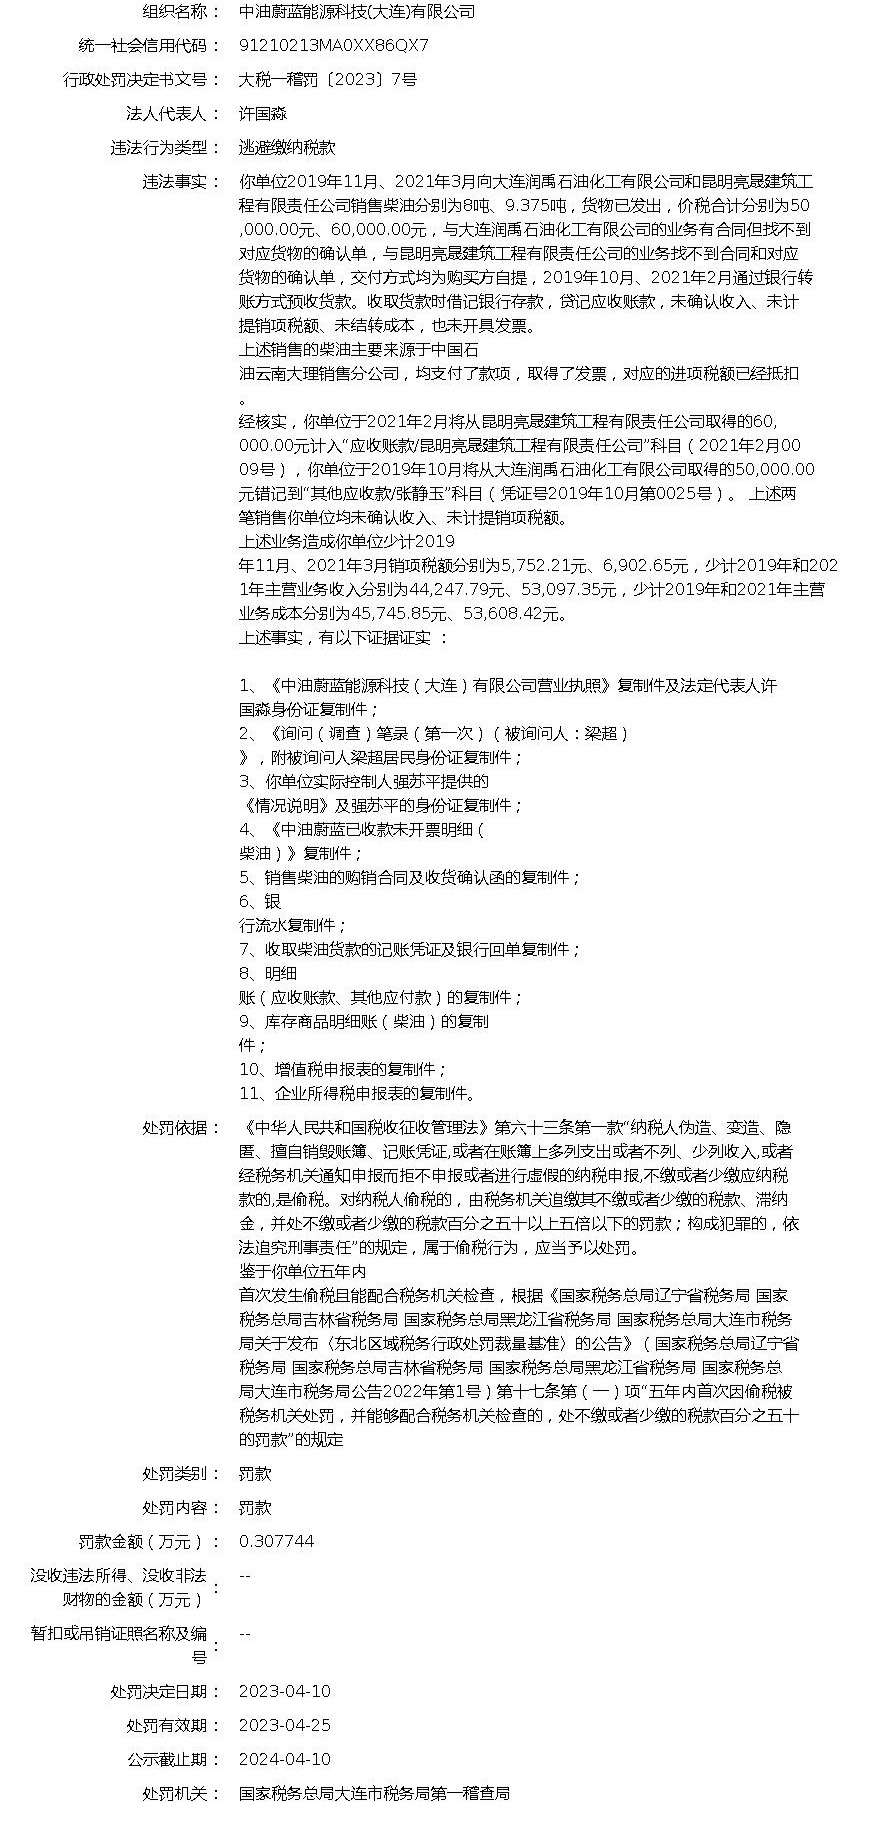 组织名称： 中油蔚蓝能源科技(大连)有限公司
统一社会信用代码： 91210213MA0XX86QX7
行政处罚决定书文号： 大税一稽罚〔2023〕7号
法人代表人： 许国淼
违法行为类型： 逃避缴纳税款
违法事实： 你单位2019年11月、2021年3月向大连润禹石油化工有限公司和昆明亮晟建筑工
程有限责任公司销售柴油分别为8吨、9.375吨，货物已发出，价税合计分别为50
,000.00元、60,000.00元，与大连润禹石油化工有限公司的业务有合同但找不到
对应货物的确认单，与昆明亮晟建筑工程有限责任公司的业务找不到合同和对应
货物的确认单，交付方式均为购买方自提，2019年10月、2021年2月通过银行转
账方式预收货款。收取货款时借记银行存款，贷记应收账款，未确认收入、未计
提销项税额、未结转成本，也未开具发票。
上述销售的柴油主要来源于中国石
油云南大理销售分公司，均支付了款项，取得了发票，对应的进项税额已经抵扣
。
经核实，你单位于2021年2月将从昆明亮晟建筑工程有限责任公司取得的60,
000.00元计入“应收账款/昆明亮晟建筑工程有限责任公司”科目（2021年2月00
09号），你单位于2019年10月将从大连润禹石油化工有限公司取得的50,000.00
元错记到“其他应收款/张静玉”科目（凭证号2019年10月第0025号）。 上述两
笔销售你单位均未确认收入、未计提销项税额。
上述业务造成你单位少计2019
年11月、2021年3月销项税额分别为5,752.21元、6,902.65元，少计2019年和202
1年主营业务收入分别为44,247.79元、53,097.35元，少计2019年和2021年主营
业务成本分别为45,745.85元、53,608.42元。
上述事实，有以下证据证实 ：
1、《中油蔚蓝能源科技（大连）有限公司营业执照》复制件及法定代表人许
国淼身份证复制件；
2、《询问（调查）笔录（第一次）（被询问人：梁超）
》，附被询问人梁超居民身份证复制件；
3、你单位实际控制人强苏平提供的
《情况说明》及强苏平的身份证复制件；
4、《中油蔚蓝已收款未开票明细（
柴油）》复制件；
5、销售柴油的购销合同及收货确认函的复制件；
6、银
行流水复制件；
7、收取柴油货款的记账凭证及银行回单复制件；
8、明细
账（应收账款、其他应付款）的复制件；
9、库存商品明细账（柴油）的复制
件；
10、增值税申报表的复制件；
11、企业所得税申报表的复制件。
处罚依据： 《中华人民共和国税收征收管理法》第六十三条第一款“纳税人伪造、变造、隐
匿、擅自销毁账簿、记账凭证,或者在账簿上多列支出或者不列、少列收入,或者
经税务机关通知申报而拒不申报或者进行虚假的纳税申报,不缴或者少缴应纳税
款的,是偷税。对纳税人偷税的，由税务机关追缴其不缴或者少缴的税款、滞纳
金，并处不缴或者少缴的税款百分之五十以上五倍以下的罚款；构成犯罪的，依
法追究刑事责任”的规定，属于偷税行为，应当予以处罚。
鉴于你单位五年内
首次发生偷税且能配合税务机关检查，根据《国家税务总局辽宁省税务局 国家
税务总局吉林省税务局 国家税务总局黑龙江省税务局 国家税务总局大连市税务
局关于发布〈东北区域税务行政处罚裁量基准〉的公告》（国家税务总局辽宁省
税务局 国家税务总局吉林省税务局 国家税务总局黑龙江省税务局 国家税务总
局大连市税务局公告2022年第1号）第十七条第（一）项“五年内首次因偷税被
税务机关处罚，并能够配合税务机关检查的，处不缴或者少缴的税款百分之五十
的罚款”的规定
处罚类别： 罚款
处罚内容： 罚款
罚款金额（万元）： 0.307744
没收违法所得、没收非法
财物的金额（万元）： --
暂扣或吊销证照名称及编
号： --
处罚决定日期： 2023-04-10
处罚有效期： 2023-04-25
公示截止期： 2024-04-10
处罚机关： 国家税务总局大连市税务局第一稽查局